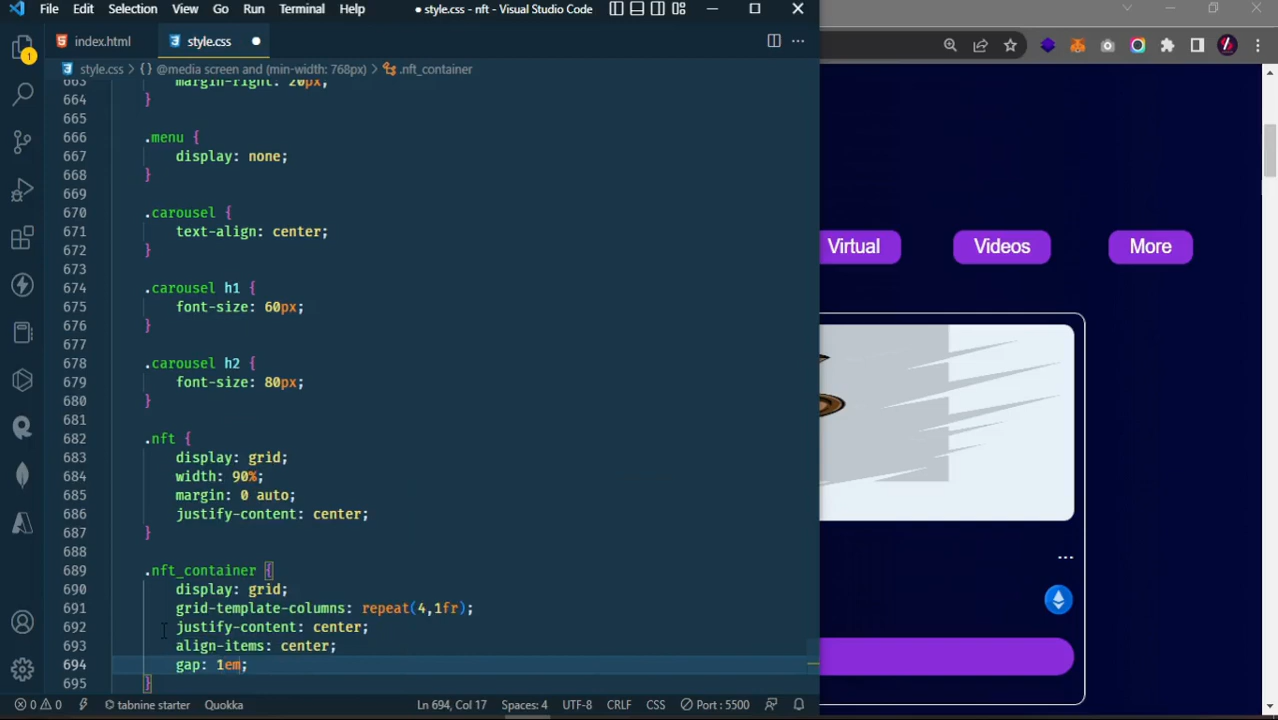 File Edit Selection View Go Run Terminal Help ● style.css - nft - Visual Studio Code
index.html style.css
style.css > {} @media screen and (min-width: 768px) > .nft_container
663 margin-right: 20px;
664 }
665
666 .menu {
667 display: none;
668 }
669
670 .carousel {
671 text-align: center;
672 }
673
674 .carousel h1 {
675 font-size: 60px;
676 }
677
678 .carousel h2 {
679 font-size: 80px;
680 }
681
682 .nft {
683 display: grid;
684 width: 90%;
685 margin: 0 auto;
686 justify-content: center;
687 }
688
689 .nft_container {
690 display: grid;
691 grid-template-columns: repeat(4,1fr);
692 justify-content: center;
693 align-items: center;
694 gap: 1em;
695 }
1
0 0 tabnine starter Quokka Ln 694, Col 17 Spaces: 4 UTF-8 CRLF CSS Port : 5500
Virtual Videos More
...